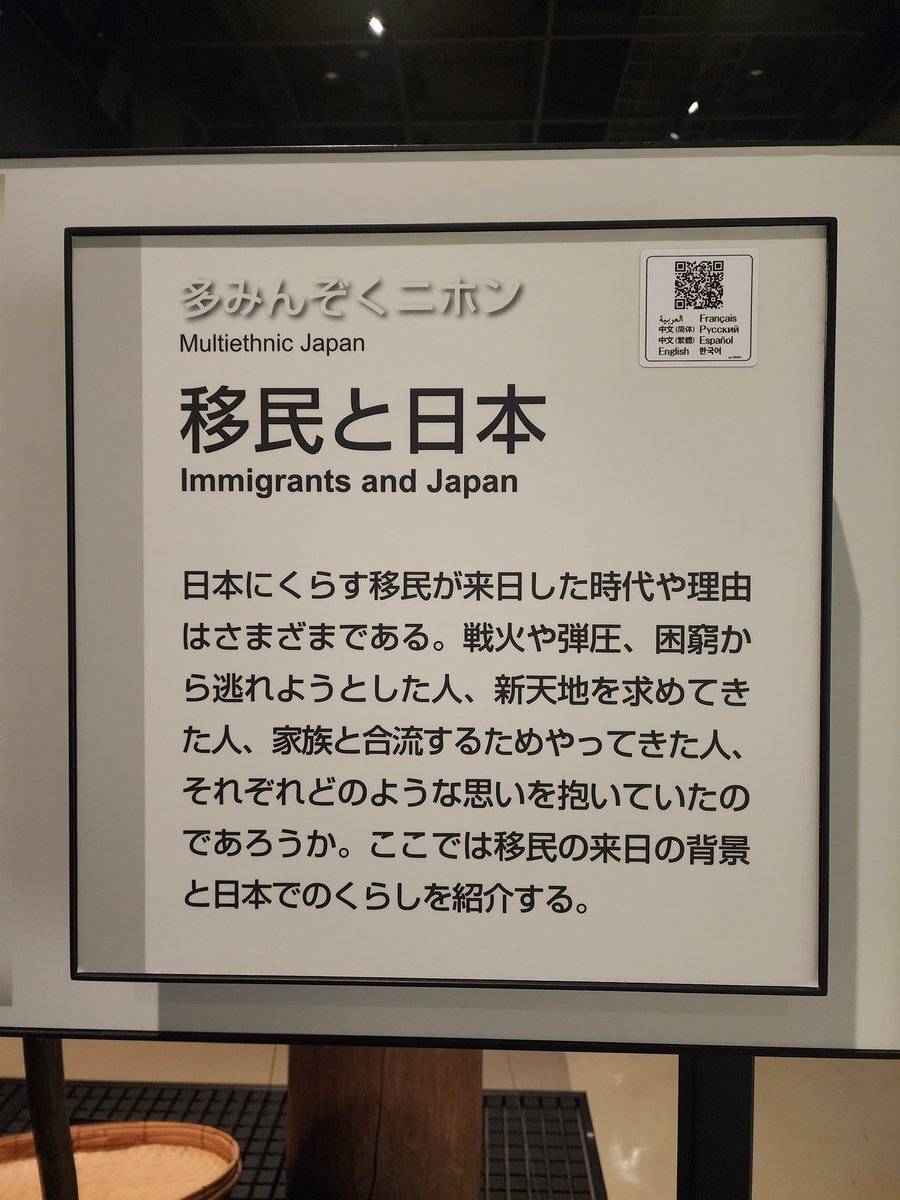 多みんぞくニホン
Multiethnic Japan
العربية Français
中文(简体) Русский
中文(繁體) Español
English 한국어
移民と日本
Immigrants and Japan
日本にくらす移民が来日した時代や理由
はさまざまである。戦火や弾圧、困窮か
ら逃れようとした人、新天地を求めてき
た人、家族と合流するためやってきた人、
それぞれどのような思いを抱いていたの
であろうか。ここでは移民の来日の背景
と日本でのくらしを紹介する。